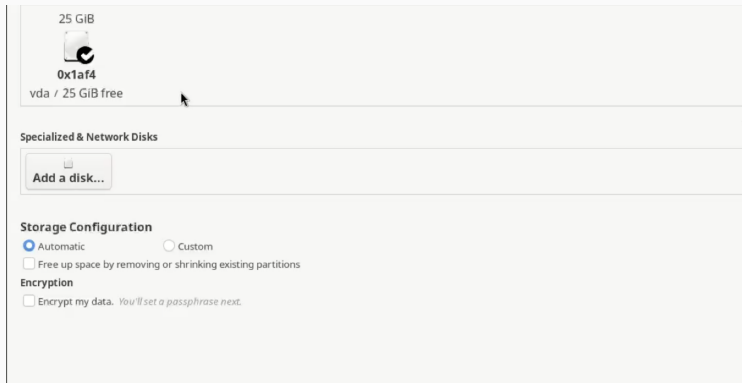 25 GiB
0x1af4
vda / 25 GiB free
Specialized & Network Disks
Add a disk...
Storage Configuration
Automatic Custom
Free up space by removing or shrinking existing partitions
Encryption
Encrypt my data. You'll set a passphrase next.